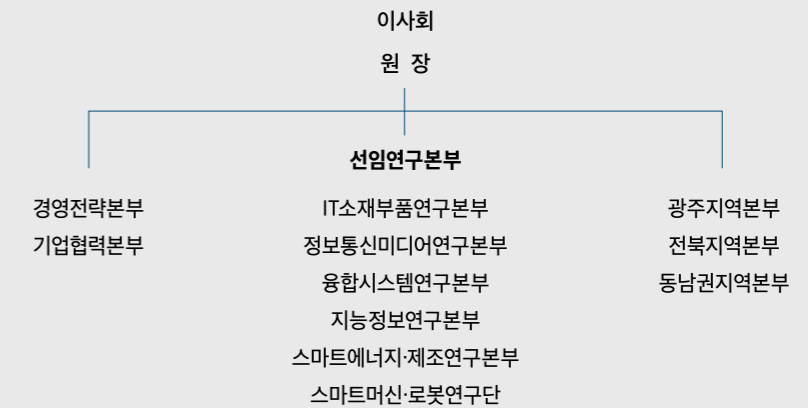 이사회
원 장
선임연구본부
경영전략본부
기업협력본부
IT소재부품연구본부
정보통신미디어연구본부
융합시스템연구본부
지능정보연구본부
스마트에너지·제조연구본부
스마트머신·로봇연구단
광주지역본부
전북지역본부
동남권지역본부